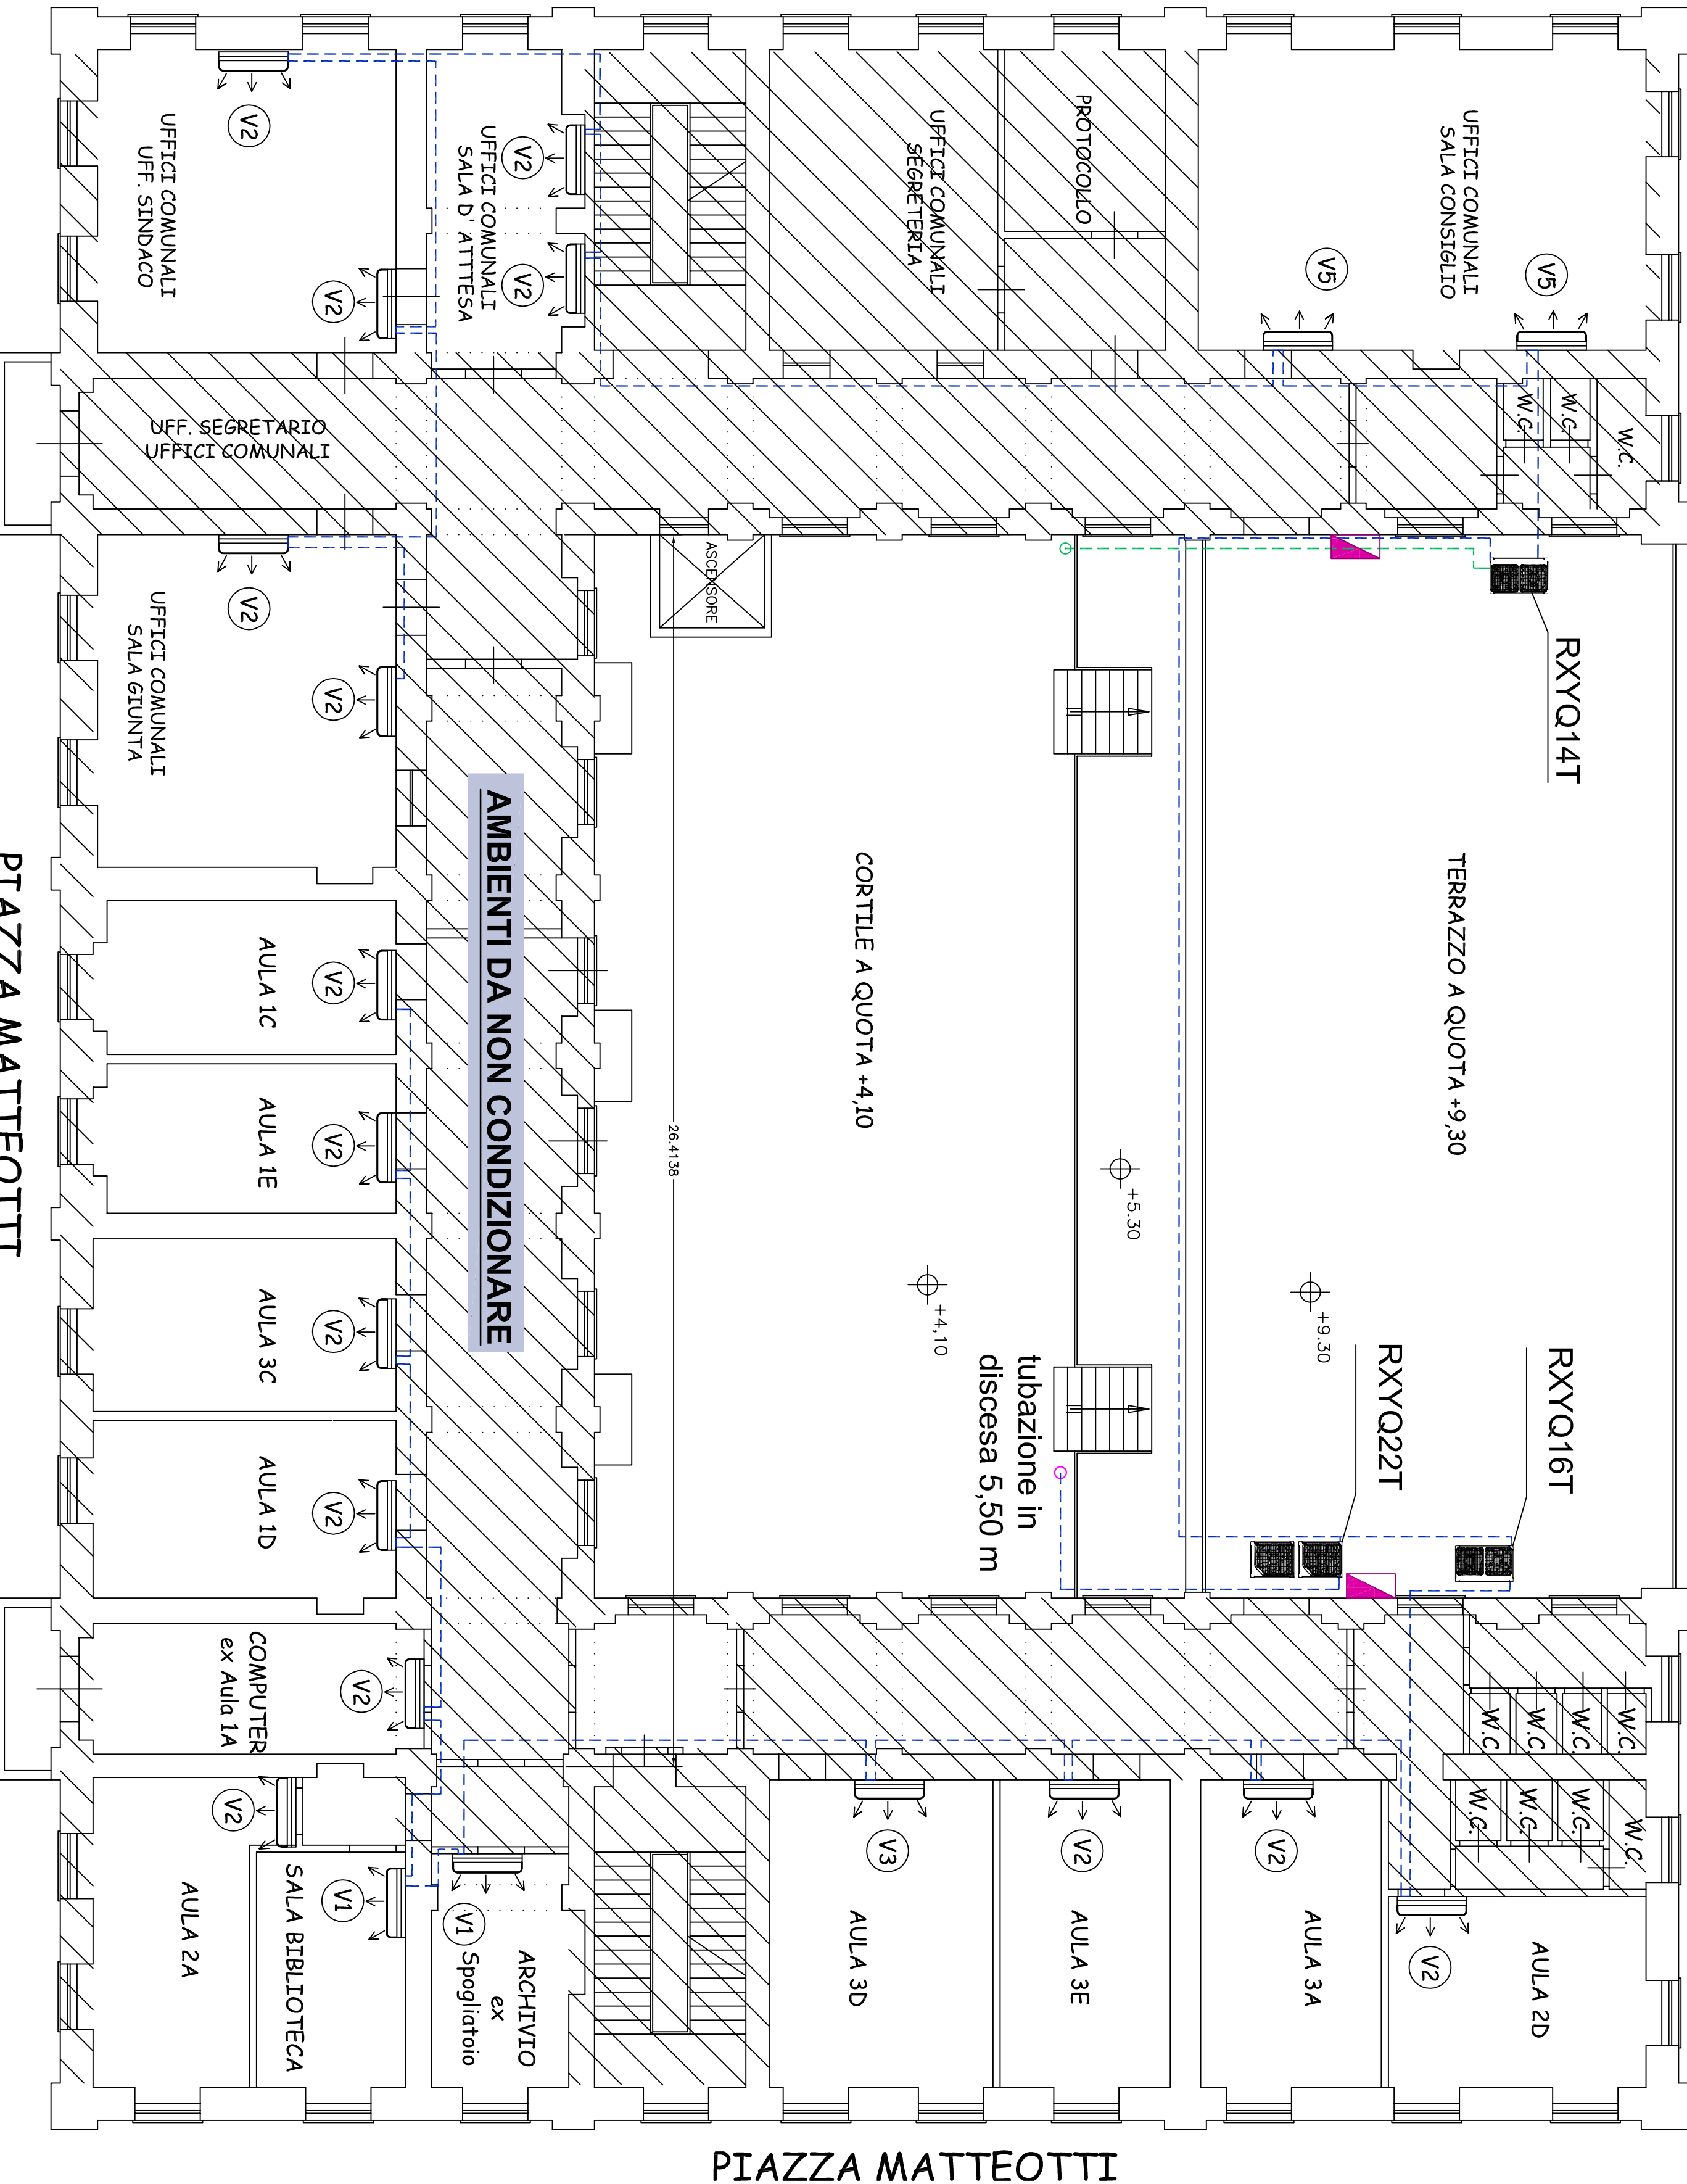 UFFICI COMUNALI
UFF. SINDACO
V2
V2
UFFICI COMUNALI
SALA D' ATTTESA
V2
V2
UFFICI COMUNALI
SEGRETERIA
PROTOCOLLO
UFFICI COMUNALI
SALA CONSIGLIO
V5
V5
UFF. SEGRETARIO
UFFICI COMUNALI
W.C.
W.C.
W.C.
ASCENSORE
RXYQ14T
UFFICI COMUNALI
SALA GIUNTA
V2
V2
AMBIENTI DA NON CONDIZIONARE
CORTILE A QUOTA +4,10
TERRAZZO A QUOTA +9,30
PIAZZA MATTEOTTI
AULA 1C
V2
AULA 1E
V2
26.4138
+5.30
+4,10
+9.30
AULA 3C
V2
tubazione in
discesa 5,50 m
RXYQ22T
RXYQ16T
AULA 1D
V2
COMPUTER
ex Aula 1A
V2
W.C.
W.C.
W.C.
W.C.
W.C.
W.C.
W.C.
W.C.
V2
AULA 2A
V1
SALA BIBLIOTECA
V1
ARCHIVIO
ex
Spogliatoio
V3
AULA 3D
V2
AULA 3E
V2
AULA 3A
V2
AULA 2D
PIAZZA MATTEOTTI